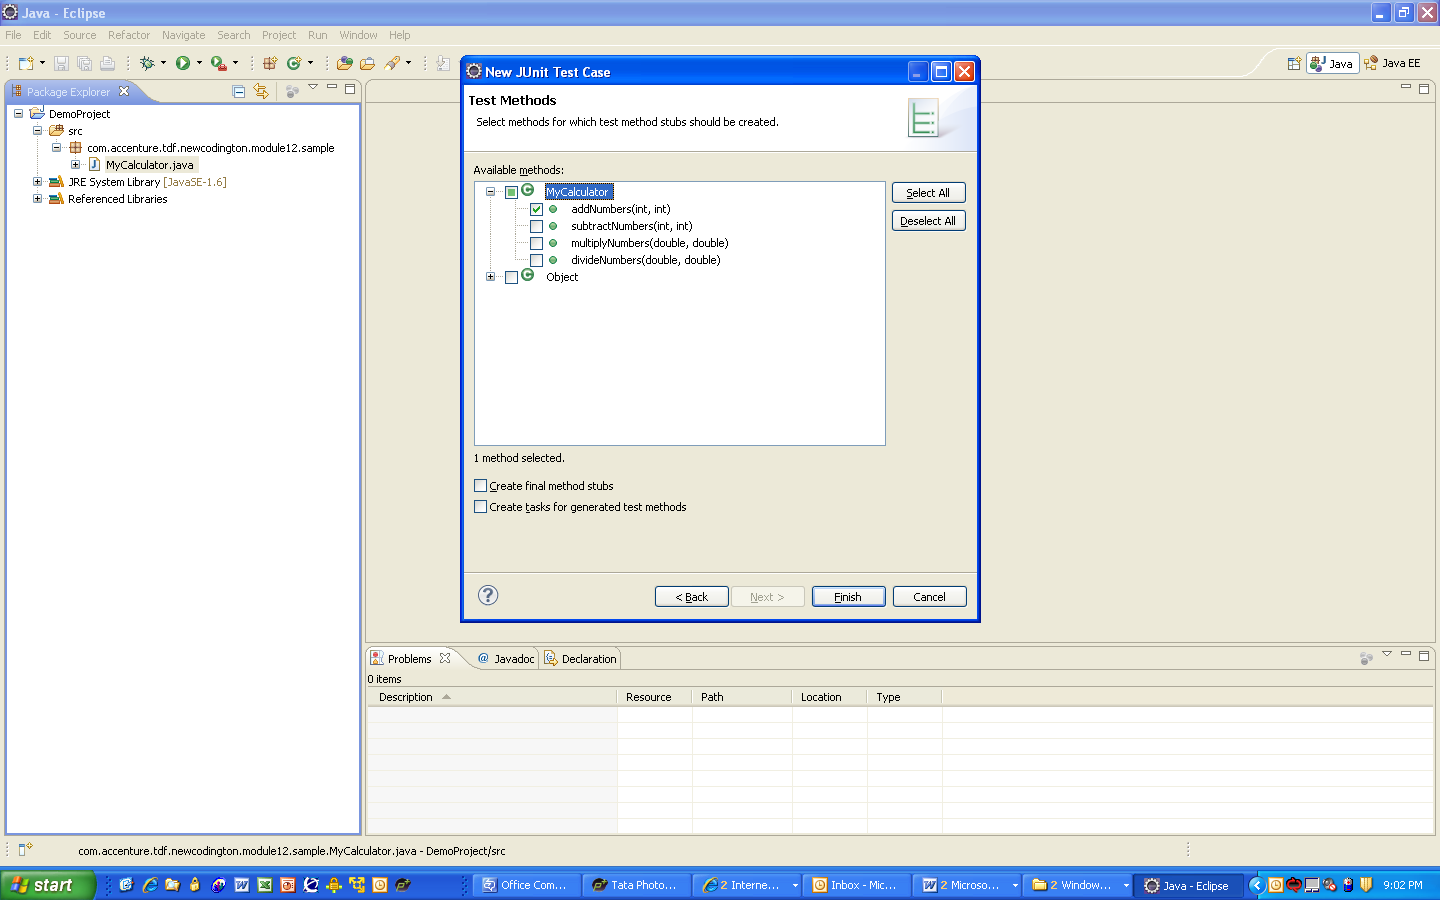 Java - Eclipse
File Edit Source Refactor Navigate Search Project Run Window Help
Java Java EE
Package Explorer
DemoProject
src
com.accenture.tdf.newcodington.module12.sample
MyCalculator.java
JRE System Library [JavaSE-1.6]
Referenced Libraries
New JUnit Test Case
Test Methods
Select methods for which test method stubs should be created.
Available methods:
MyCalculator
addNumbers(int, int)
subtractNumbers(int, int)
multiplyNumbers(double, double)
divideNumbers(double, double)
Object
Select All
Deselect All
1 method selected.
Create final method stubs
Create tasks for generated test methods
< Back Next > Finish Cancel
Problems Javadoc Declaration
0 items
Description Resource Path Location Type
com.accenture.tdf.newcodington.module12.sample.MyCalculator.java - DemoProject/src
start Office Com... Tata Photo... 2 Interne... Inbox - Mic... 2 Microso... 2 Window... Java - Eclipse 9:02 PM